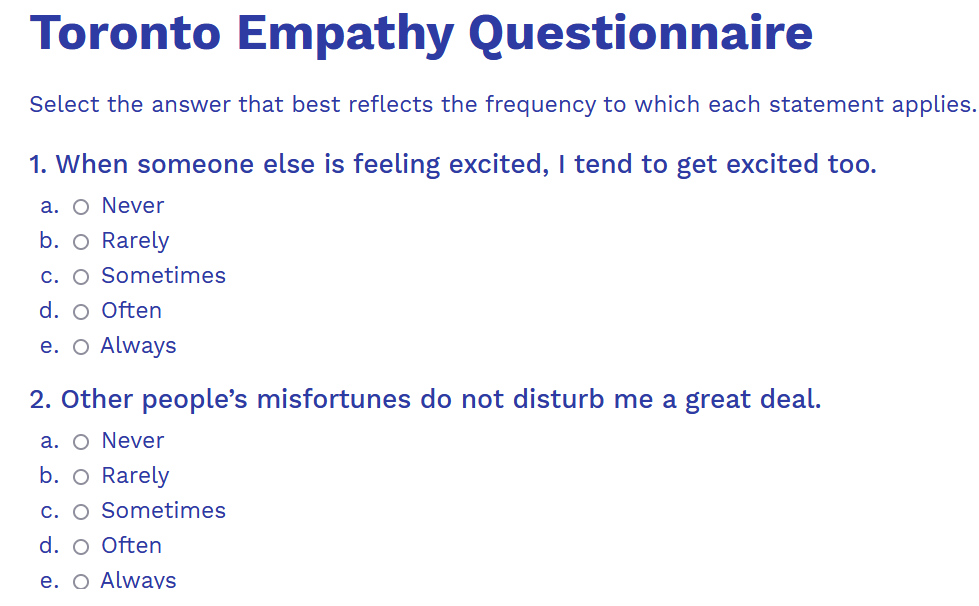 Toronto Empathy Questionnaire
Select the answer that best reflects the frequency to which each statement applies.
1. When someone else is feeling excited, I tend to get excited too.
a. Never
b. Rarely
c. Sometimes
d. Often
e. Always
2. Other people’s misfortunes do not disturb me a great deal.
a. Never
b. Rarely
c. Sometimes
d. Often
e. Always